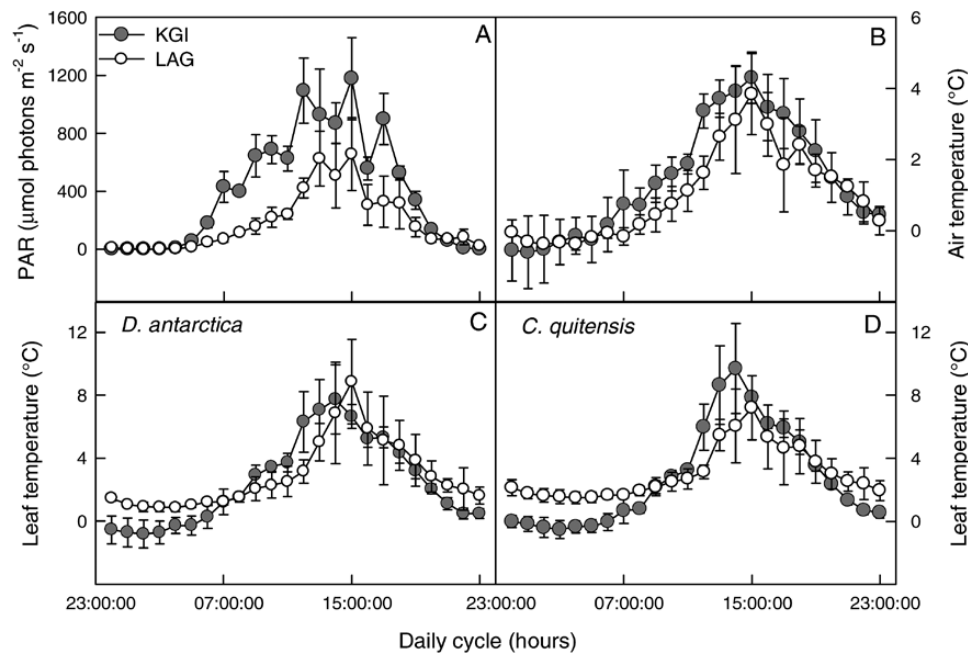 1600
A
KGI
LAG
1200
800
400
0
PAR (µmol photons m⁻² s⁻¹)
B
6
4
2
0
Air temperature (°C)
D. antarctica
C
12
8
4
0
Leaf temperature (°C)
C. quitensis
D
12
8
4
0
Leaf temperature (°C)
23:00:00 07:00:00 15:00:00 23:00:00 07:00:00 15:00:00 23:00:00
Daily cycle (hours)